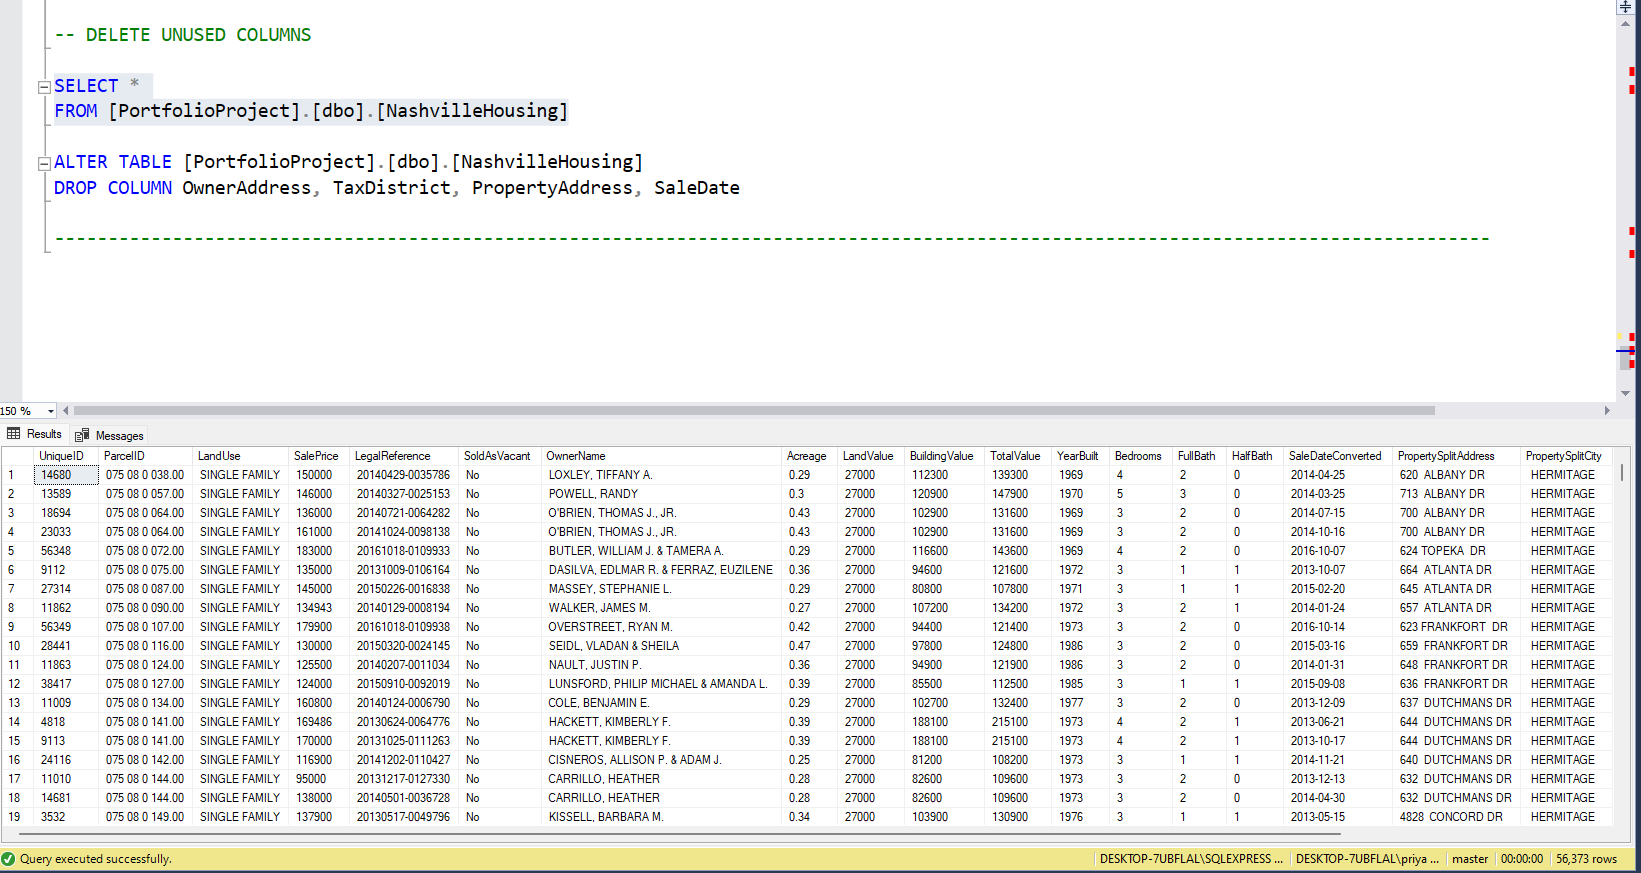 -- DELETE UNUSED COLUMNS
SELECT *
FROM [PortfolioProject].[dbo].[NashvilleHousing]
ALTER TABLE [PortfolioProject].[dbo].[NashvilleHousing]
DROP COLUMN OwnerAddress, TaxDistrict, PropertyAddress, SaleDate
150 %
Results Messages
UniqueID ParcelID LandUse SalePrice LegalReference SoldAsVacant OwnerName Acreage LandValue BuildingValue TotalValue YearBuilt Bedrooms FullBath HalfBath SaleDateConverted PropertySplitAddress PropertySplitCity
1 14680 075 08 0 038.00 SINGLE FAMILY 150000 20140429-0035786 No LOXLEY, TIFFANY A. 0.29 27000 112300 139300 1969 4 2 0 2014-04-25 620 ALBANY DR HERMITAGE
2 13589 075 08 0 057.00 SINGLE FAMILY 146000 20140327-0025153 No POWELL, RANDY 0.3 27000 120900 147900 1970 5 3 0 2014-03-25 713 ALBANY DR HERMITAGE
3 18694 075 08 0 064.00 SINGLE FAMILY 136000 20140721-0064282 No O'BRIEN, THOMAS J., JR. 0.43 27000 102900 131600 1969 3 2 0 2014-07-15 700 ALBANY DR HERMITAGE
4 23033 075 08 0 064.00 SINGLE FAMILY 161000 20141024-0098138 No O'BRIEN, THOMAS J., JR. 0.43 27000 102900 131600 1969 3 2 0 2014-10-16 700 ALBANY DR HERMITAGE
5 56348 075 08 0 072.00 SINGLE FAMILY 183000 20161018-0109933 No BUTLER, WILLIAM J. & TAMERA A. 0.29 27000 116600 143600 1969 4 2 0 2016-10-07 624 TOPEKA DR HERMITAGE
6 9112 075 08 0 075.00 SINGLE FAMILY 135000 20131009-0106164 No DASILVA, EDLMAR R. & FERRAZ, EUZILENE 0.36 27000 94600 121600 1972 3 1 1 2013-10-07 664 ATLANTA DR HERMITAGE
7 27314 075 08 0 087.00 SINGLE FAMILY 145000 20150226-0016838 No MASSEY, STEPHANIE L. 0.29 27000 80800 107800 1971 3 1 1 2015-02-20 645 ATLANTA DR HERMITAGE
8 11862 075 08 0 090.00 SINGLE FAMILY 134943 20140129-0008194 No WALKER, JAMES M. 0.27 27000 107200 134200 1972 3 2 1 2014-01-24 657 ATLANTA DR HERMITAGE
9 56349 075 08 0 107.00 SINGLE FAMILY 179900 20161018-0109938 No OVERSTREET, RYAN M. 0.42 27000 94400 121400 1973 3 2 0 2016-10-14 623 FRANKFORT DR HERMITAGE
10 28441 075 08 0 116.00 SINGLE FAMILY 130000 20150320-0024145 No SEIDL, VLADAN & SHEILA 0.47 27000 97800 124800 1986 3 2 0 2015-03-16 659 FRANKFORT DR HERMITAGE
11 11863 075 08 0 124.00 SINGLE FAMILY 125500 20140207-0011034 No NAULT, JUSTIN P. 0.36 27000 94900 121900 1986 3 2 0 2014-01-31 648 FRANKFORT DR HERMITAGE
12 38417 075 08 0 127.00 SINGLE FAMILY 124000 20150910-0092019 No LUNSFORD, PHILIP MICHAEL & AMANDA L. 0.39 27000 85500 112500 1985 3 1 1 2015-09-08 636 FRANKFORT DR HERMITAGE
13 11009 075 08 0 134.00 SINGLE FAMILY 160800 20140124-0006790 No COLE, BENJAMIN E. 0.29 27000 102700 132400 1977 3 2 0 2013-12-09 637 DUTCHMANS DR HERMITAGE
14 4818 075 08 0 141.00 SINGLE FAMILY 169486 20130624-0064776 No HACKETT, KIMBERLY F. 0.39 27000 188100 215100 1973 4 2 1 2013-06-21 644 DUTCHMANS DR HERMITAGE
15 9113 075 08 0 141.00 SINGLE FAMILY 170000 20131025-0111263 No HACKETT, KIMBERLY F. 0.39 27000 188100 215100 1973 4 2 1 2013-10-17 644 DUTCHMANS DR HERMITAGE
16 24116 075 08 0 142.00 SINGLE FAMILY 116900 20141202-0110427 No CISNEROS, ALLISON P. & ADAM J. 0.25 27000 81200 108200 1973 3 1 1 2014-11-21 640 DUTCHMANS DR HERMITAGE
17 11010 075 08 0 144.00 SINGLE FAMILY 95000 20131217-0127330 No CARRILLO, HEATHER 0.28 27000 82600 109600 1973 3 2 0 2013-12-13 632 DUTCHMANS DR HERMITAGE
18 14681 075 08 0 144.00 SINGLE FAMILY 138000 20140501-0036728 No CARRILLO, HEATHER 0.28 27000 82600 109600 1973 3 2 0 2014-04-30 632 DUTCHMANS DR HERMITAGE
19 3532 075 08 0 149.00 SINGLE FAMILY 137900 20130517-0049796 No KISSELL, BARBARA M. 0.34 27000 103900 130900 1976 3 1 1 2013-05-15 4828 CONCORD DR HERMITAGE
Query executed successfully. DESKTOP-7UBFLAL\SQLEXPRESS ... DESKTOP-7UBFLAL\priya ... master 00:00:00 56,373 rows